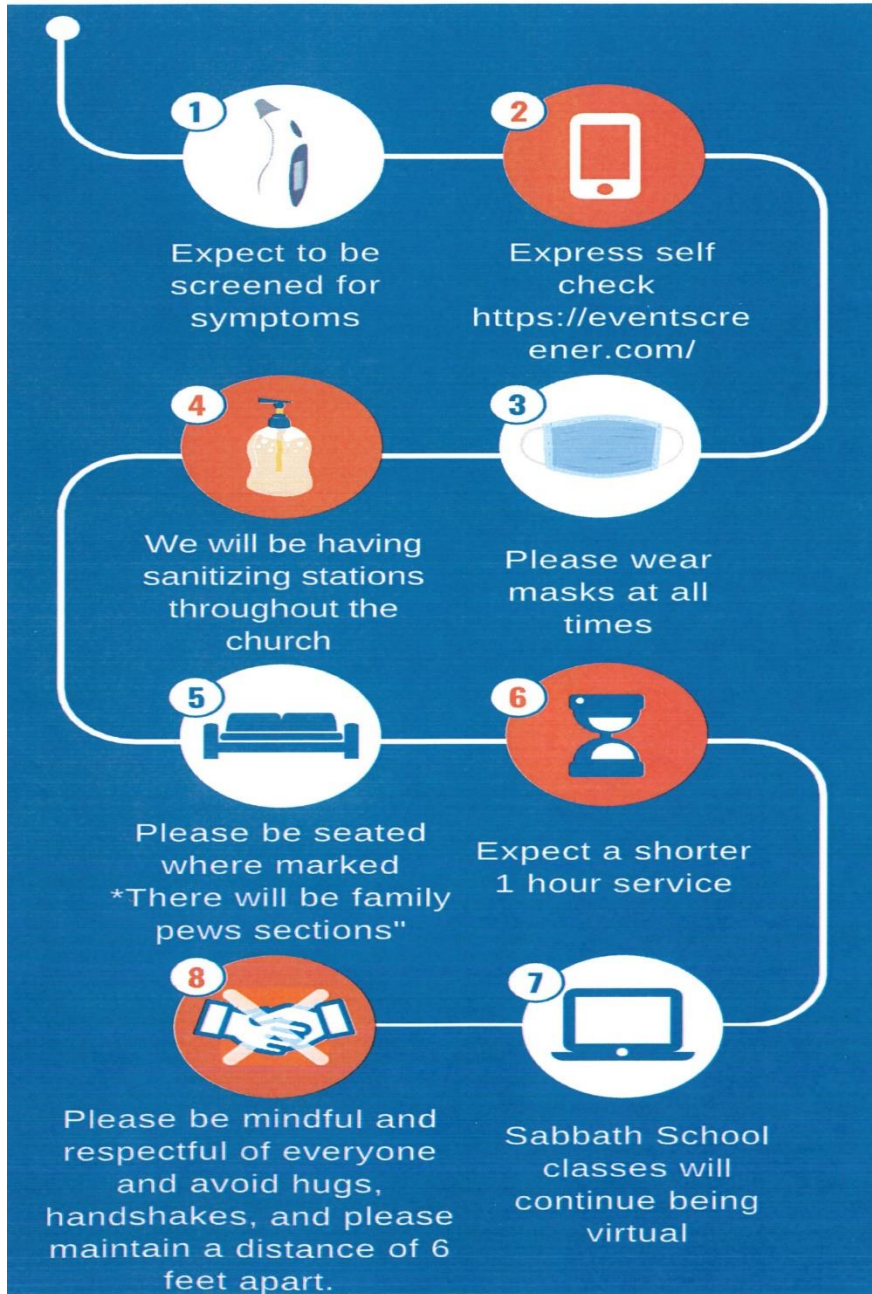 1
Expect to be
screened for
symptoms
2
Express self
check
https://eventscre
ener.com/
3
Please wear
masks at all
times
4
We will be having
sanitizing stations
throughout the
church
5
Please be seated
where marked
*There will be family
pews sections"
6
Expect a shorter
1 hour service
7
Sabbath School
classes will
continue being
virtual
8
Please be mindful and
respectful of everyone
and avoid hugs,
handshakes, and please
maintain a distance of 6
feet apart.